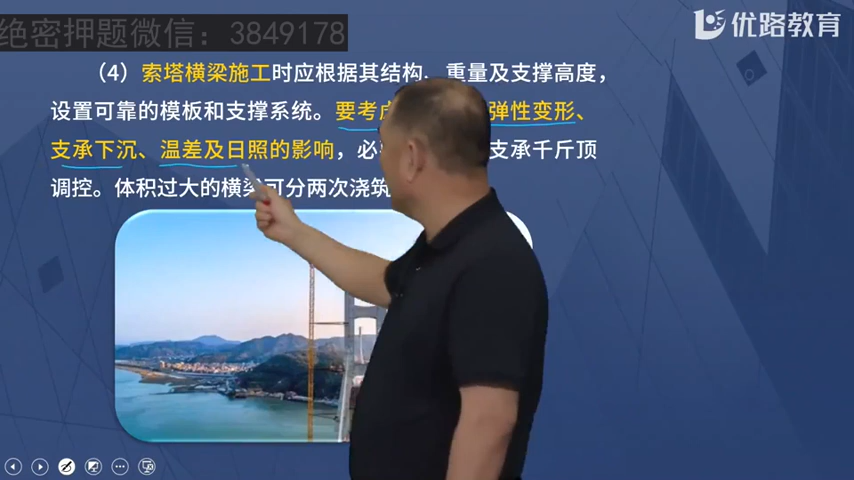 绝密押题微信：3849178
优路教育
（4）索塔横梁施工时应根据其结构、重量及支撑高度，
设置可靠的模板和支撑系统。要考 弹性变形、
支承下沉、温差及日照的影响，必 支承千斤顶
调控。体积过大的横梁可分两次浇筑